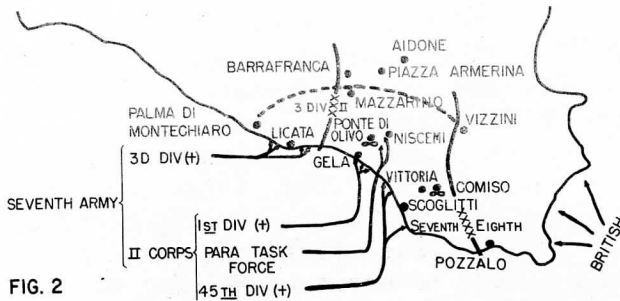 AIDONE
BARRAFRANCA
PIAZZA ARMERINA
3 DIV XX II
MAZZARINO
PALMA DI
MONTECHIARO
PONTE DI
OLIVO
NISCEMI
VIZZINI
LICATA
3D DIV (+)
GELA
VITTORIA
COMISO
SEVENTH ARMY
SCOGLITTI
1ST DIV (+)
SEVENTH XXXX EIGHTH
II CORPS
PARA TASK
FORCE
POZZALO
BRITISH
45TH DIV (+)
FIG. 2